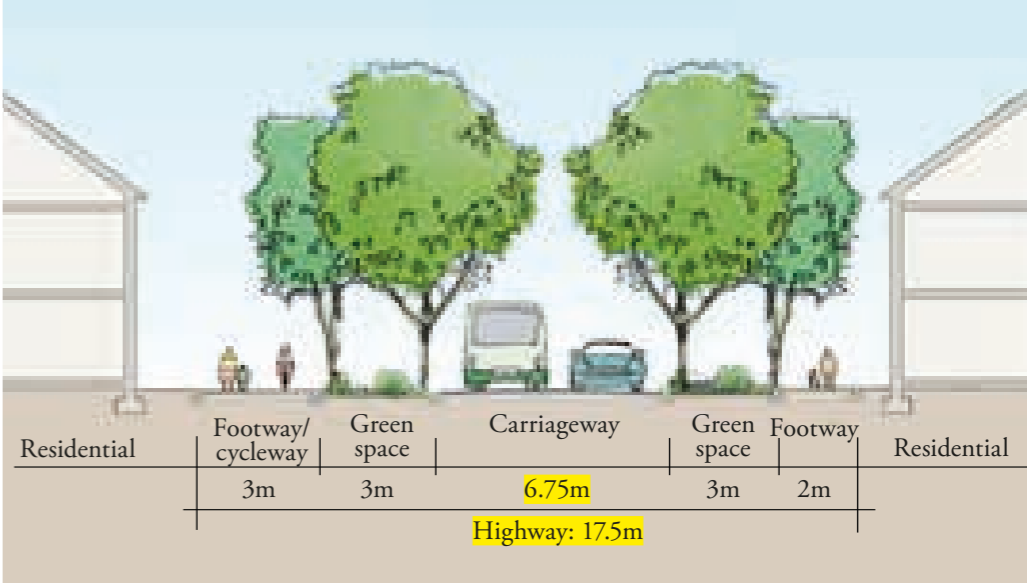 Residential
Footway/
cycleway
Green
space
Carriageway
Green
space
Footway
Residential
3m
3m
6.75m
3m
2m
Highway: 17.5m